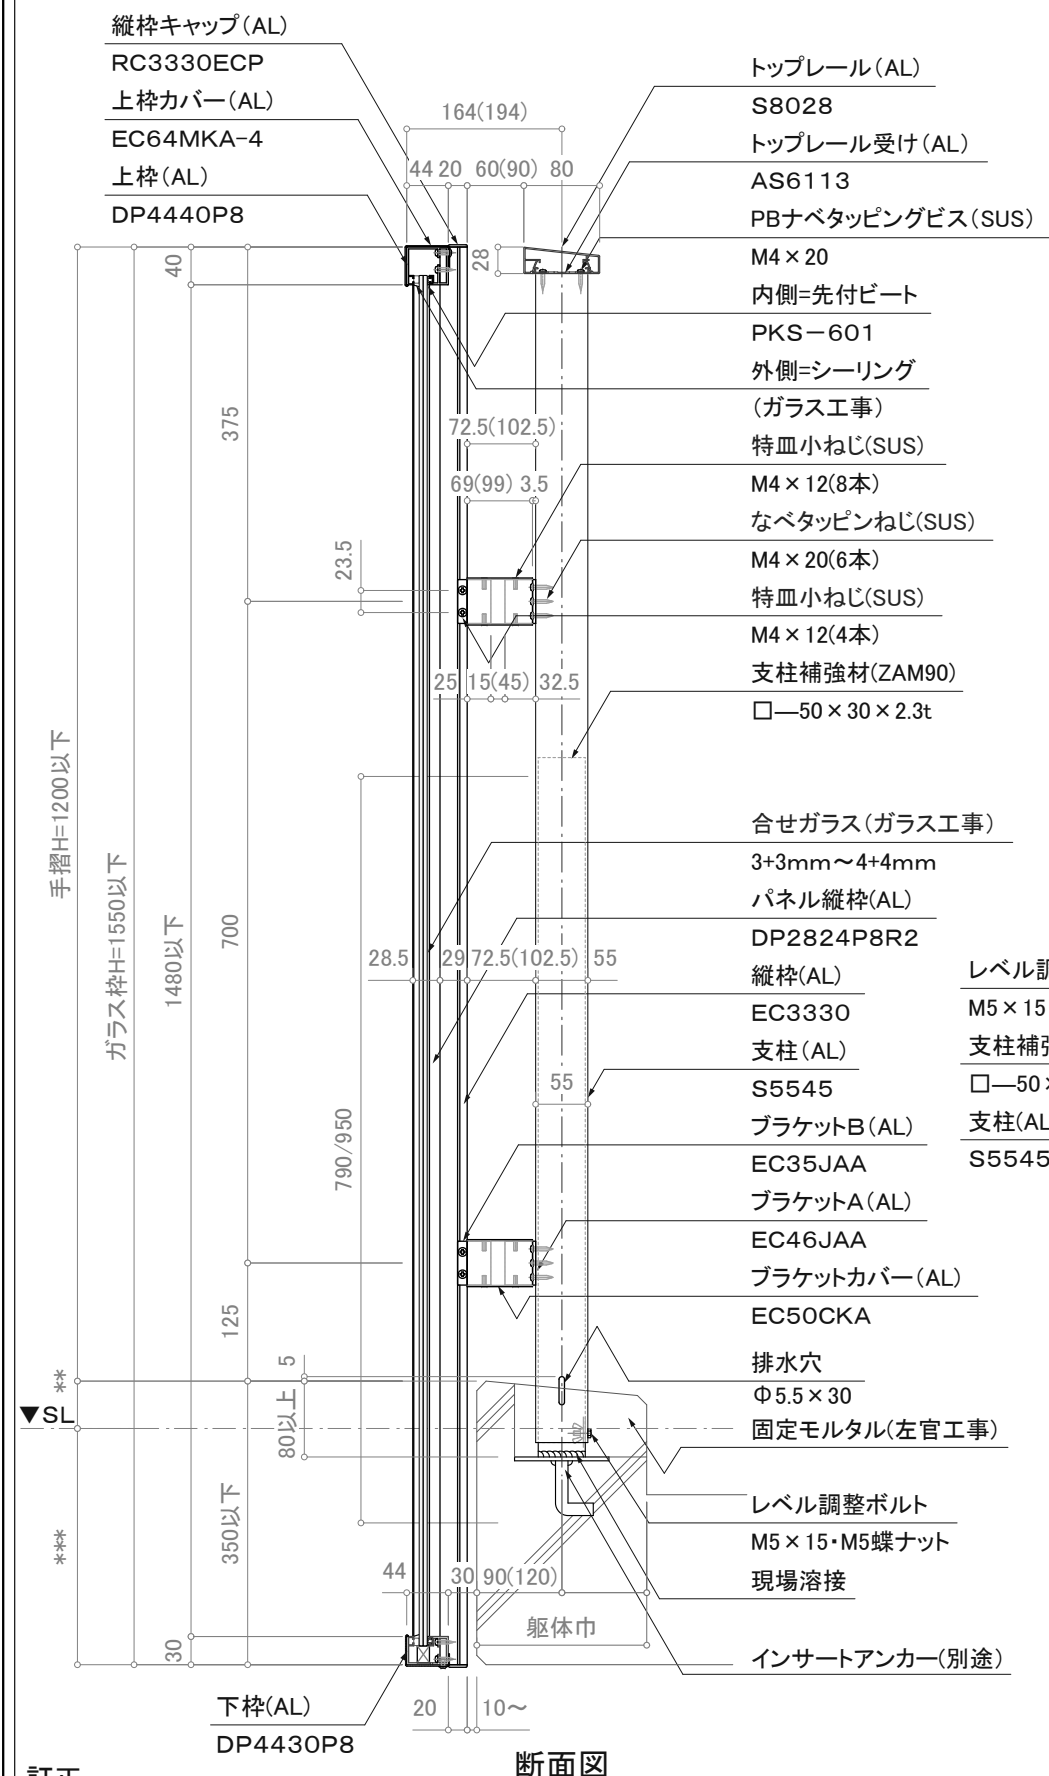 縦枠キャップ(AL)
RC3330ECP
上枠カバー(AL)
EC64MKA-4
上枠(AL)
DP4440P8
164(194)
44 20 60(90) 80
28
40
375
72.5(102.5)
69(99) 3.5
23.5
25 15(45) 32.5
手摺H=1200以下
ガラス枠H=1550以下
1480以下
700
28.5 29 72.5(102.5) 55
55
790/950
125
5
80以上
**
▼SL
***
350以下
44 30 90(120)
躯体巾
30
20 10～
下枠(AL)
DP4430P8
トップレール(AL)
S8028
トップレール受け(AL)
AS6113
PBナベタッピングビス(SUS)
M4×20
内側=先付ビート
PKS－601
外側=シーリング
(ガラス工事)
特皿小ねじ(SUS)
M4×12(8本)
なベタッピンねじ(SUS)
M4×20(6本)
特皿小ねじ(SUS)
M4×12(4本)
支柱補強材(ZAM90)
□—50×30×2.3t
合せガラス(ガラス工事)
3+3mm～4+4mm
パネル縦枠(AL)
DP2824P8R2
縦枠(AL)
EC3330
支柱(AL)
S5545
ブラケットB(AL)
EC35JAA
ブラケットA(AL)
EC46JAA
ブラケットカバー(AL)
EC50CKA
排水穴
Φ5.5×30
固定モルタル(左官工事)
レベル調整ボルト
M5×15・M5蝶ナット
現場溶接
インサートアンカー(別途)
レベル調
M5×15
支柱補強
□—50×
支柱(AL
S5545
断面図
訂正